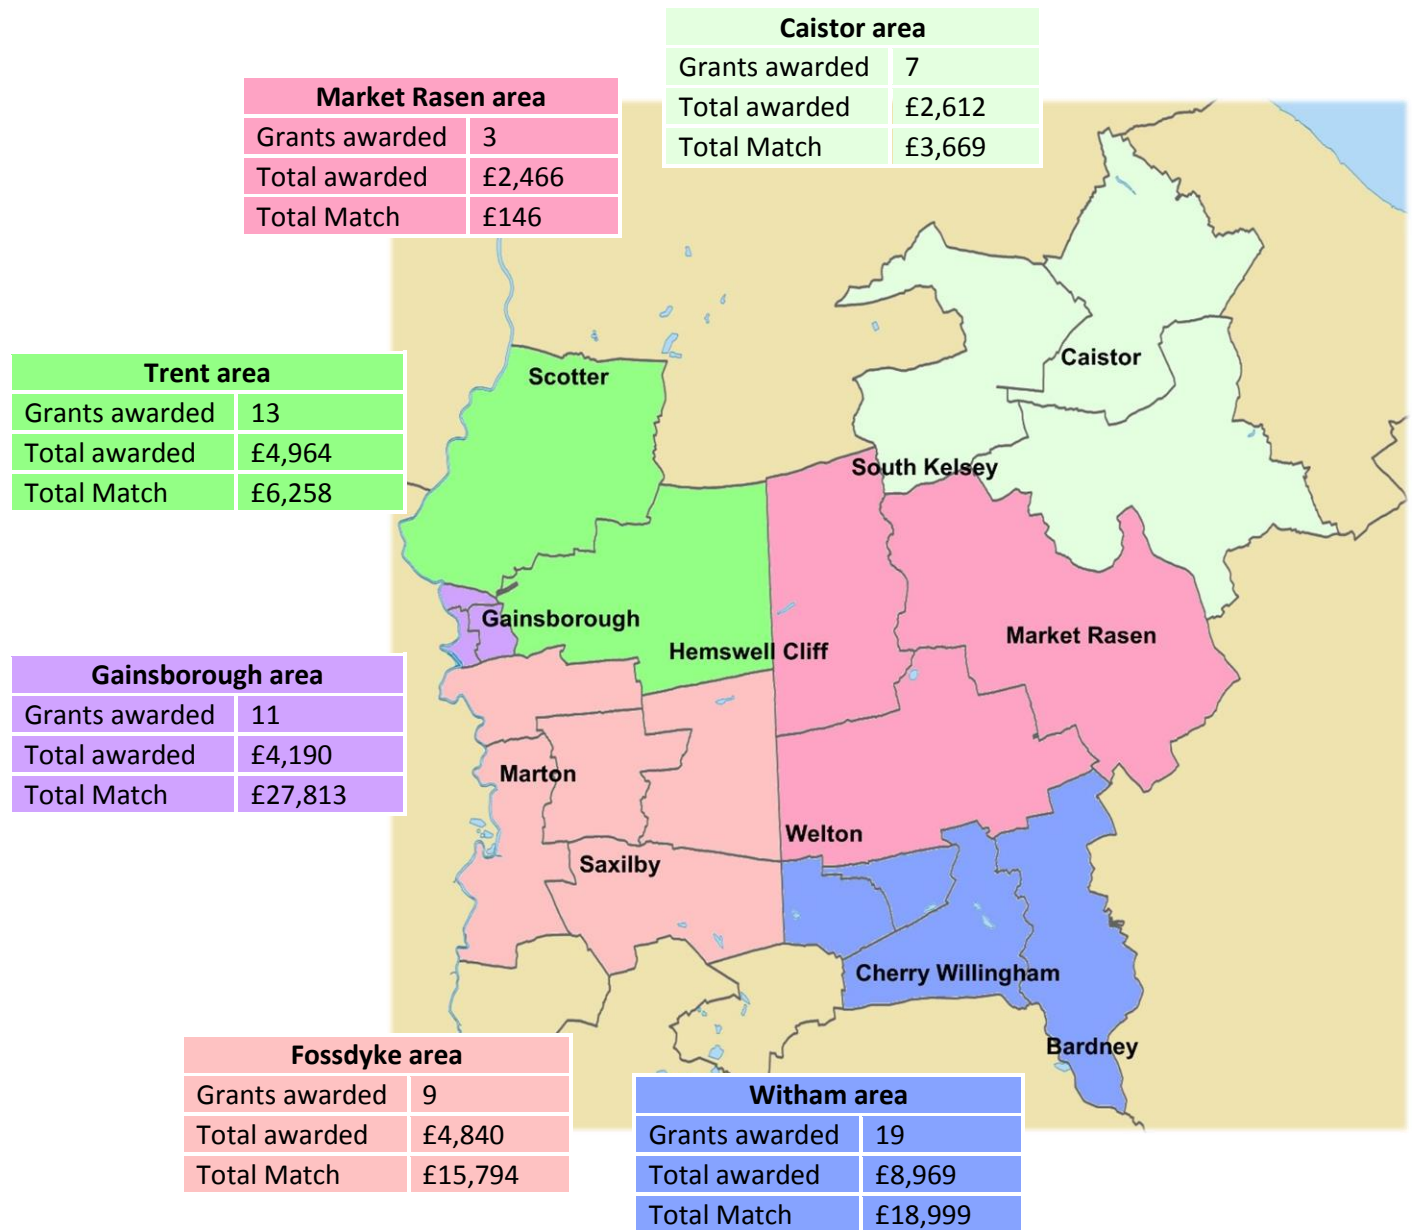 Caistor area
Grants awarded 7
Total awarded £2,612
Total Match £3,669
Market Rasen area
Grants awarded 3
Total awarded £2,466
Total Match £146
Trent area
Grants awarded 13
Total awarded £4,964
Total Match £6,258
Scotter
Caistor
South Kelsey
Gainsborough
Hemswell Cliff
Market Rasen
Gainsborough area
Grants awarded 11
Total awarded £4,190
Total Match £27,813
Marton
Welton
Saxilby
Cherry Willingham
Bardney
Fossdyke area
Grants awarded 9
Total awarded £4,840
Total Match £15,794
Witham area
Grants awarded 19
Total awarded £8,969
Total Match £18,999